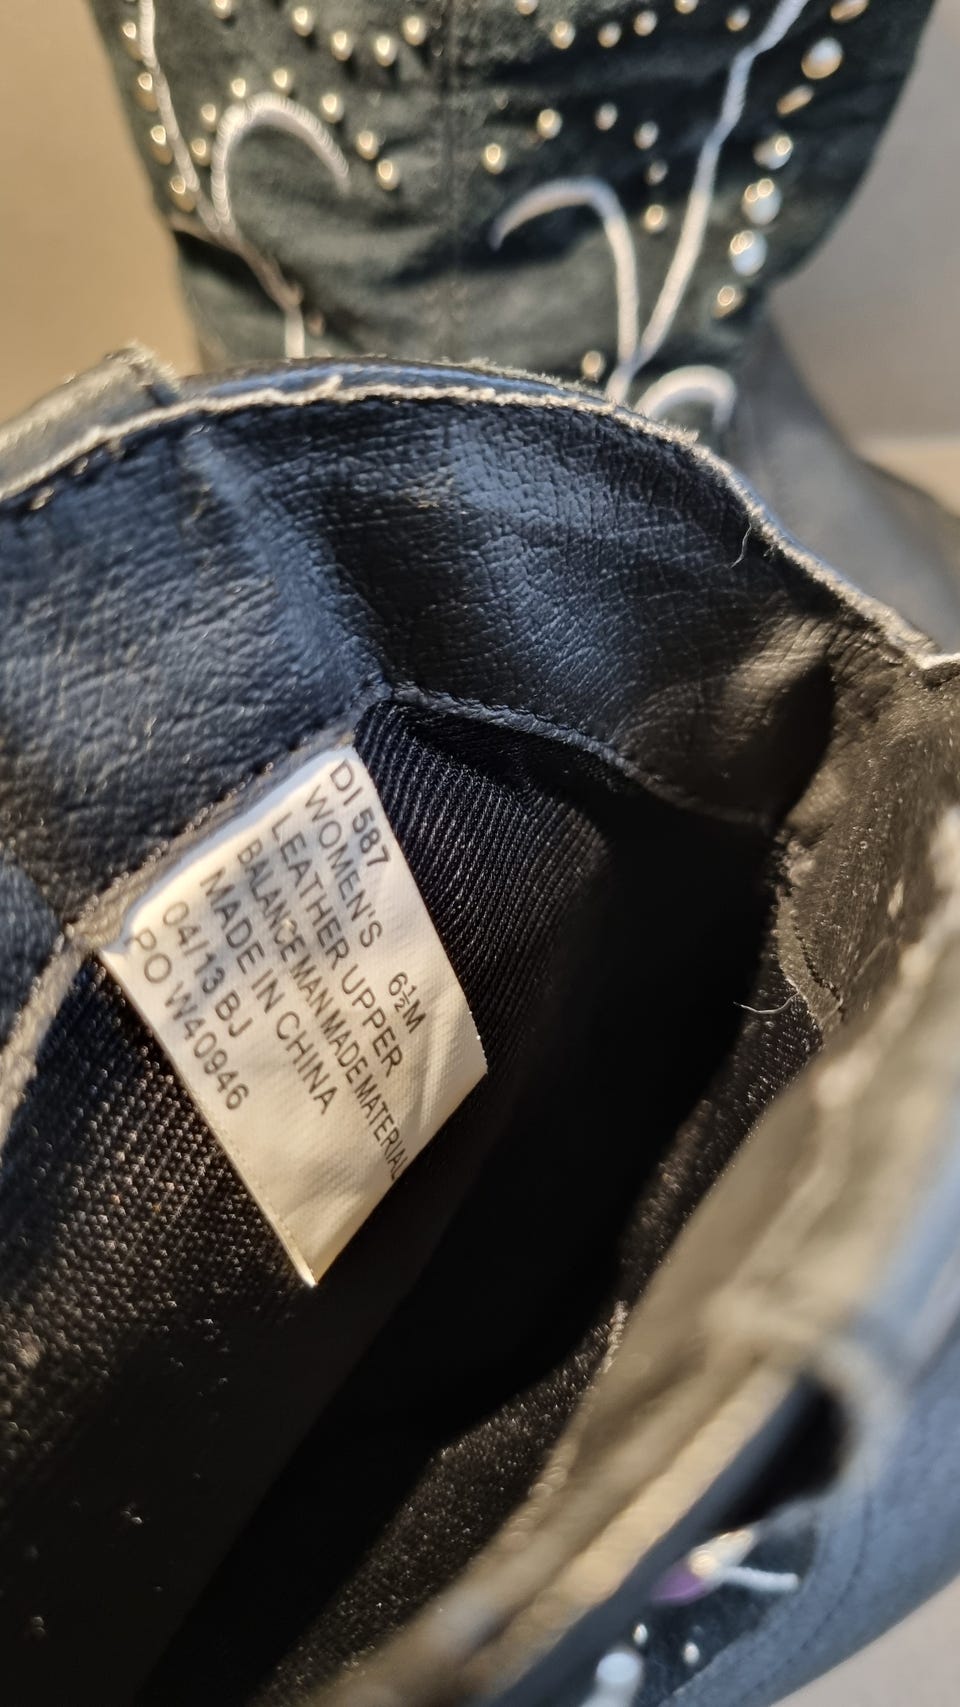 DI 587
WOMEN'S 6½M
LEATHER UPPER
BALANCE MAN MADE MATERIAL
MADE IN CHINA
04/13 BJ
PO W40946